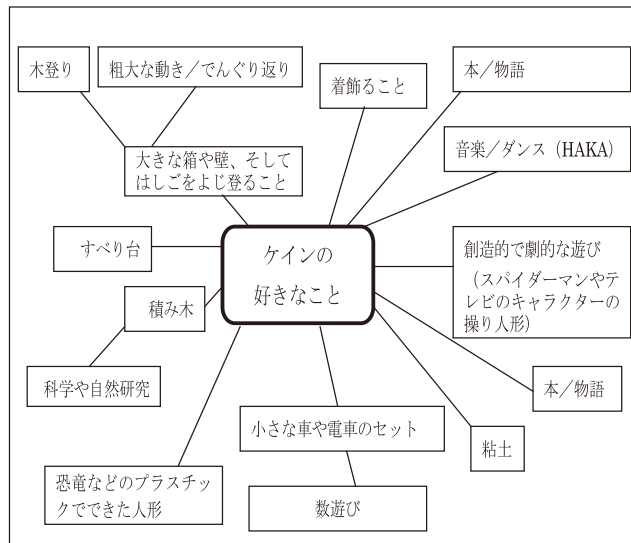 木登り
粗大な動き／でんぐり返り
着飾ること
本／物語
大きな箱や壁、そして
はしごをよじ登ること
音楽／ダンス（HAKA）
すべり台
ケインの
好きなこと
創造的で劇的な遊び
（スパイダーマンや
テレビのキャラクターの
操り人形）
積み木
科学や自然研究
本／物語
小さな車や電車のセット
粘土
恐竜などのプラスチッ
クでできた人形
数遊び